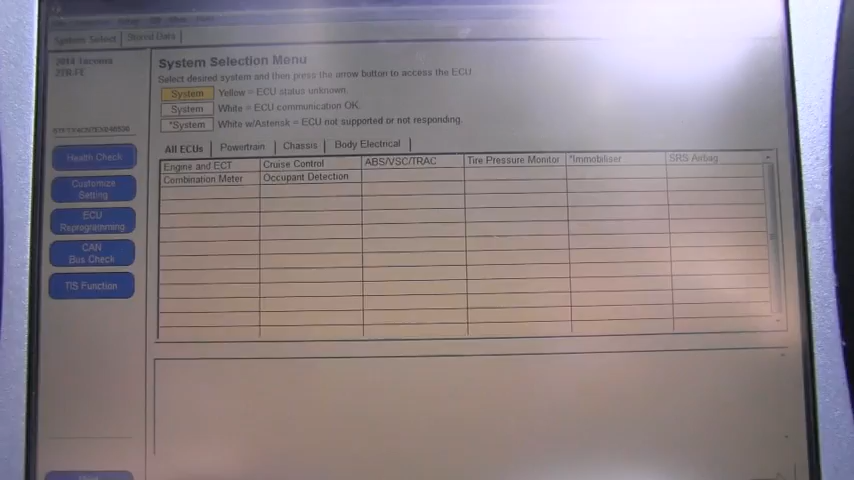 System Select Stored Data
2014 Tacoma
2TR-FE
System Selection Menu
Select desired system and then press the arrow button to access the ECU
System Yellow = ECU status unknown.
System White = ECU communication OK.
*System White w/Asterisk = ECU not supported or not responding.
All ECUs Powertrain Chassis Body Electrical
Engine and ECT Cruise Control ABS/VSC/TRAC Tire Pressure Monitor *Immobiliser SRS Airbag
Combination Meter Occupant Detection
Health Check
Customize
Setting
ECU
Reprogramming
CAN
Bus Check
TIS Function